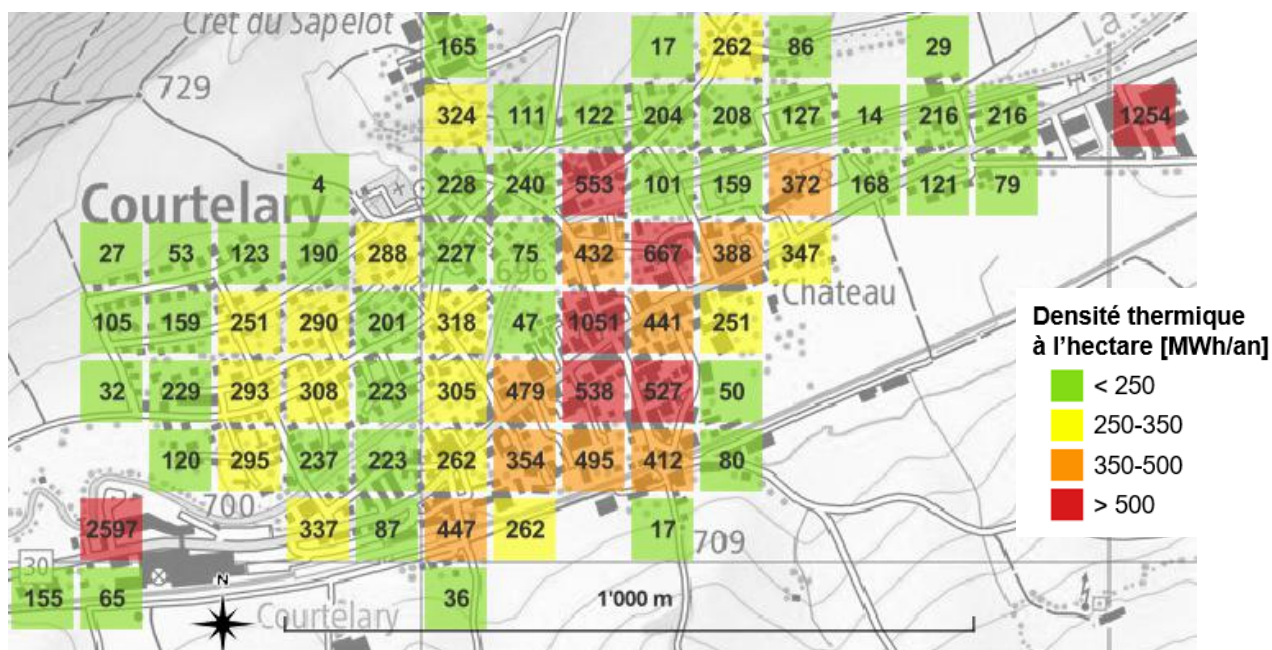 Crêt du Sapelot
165 17 262 86 29
La
729
324 111 122 204 208 127 14 216 216 1254
4 228 240 553 101 159 372 168 121 79
8
Courtelary
27 53 123 190 288 227 75 432 667 388 347
696
Château
105 159 251 290 201 318 47 1051 441 251
Densité thermique
à l'hectare [MWh/an]
< 250
250-350
350-500
> 500
32 229 293 308 223 305 479 538 527 50
120 295 237 223 262 354 495 412 80
700
2597 337 87 447 262 17 709
30
155 65 N 36 1'000 m
Courtelary